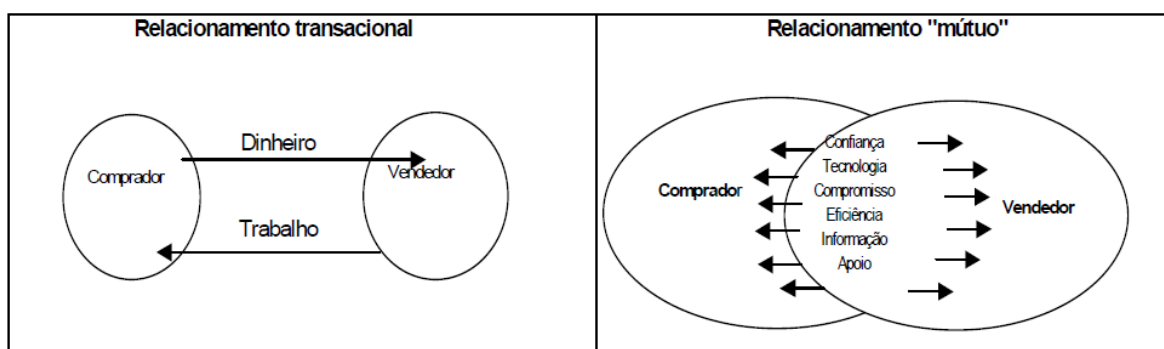 Relacionamento transacional
Dinheiro
Comprador
Vendedor
Trabalho
Relacionamento "mútuo"
Confiança
Tecnologia
Comprador
Compromisso
Vendedor
Eficiência
Informação
Apoio